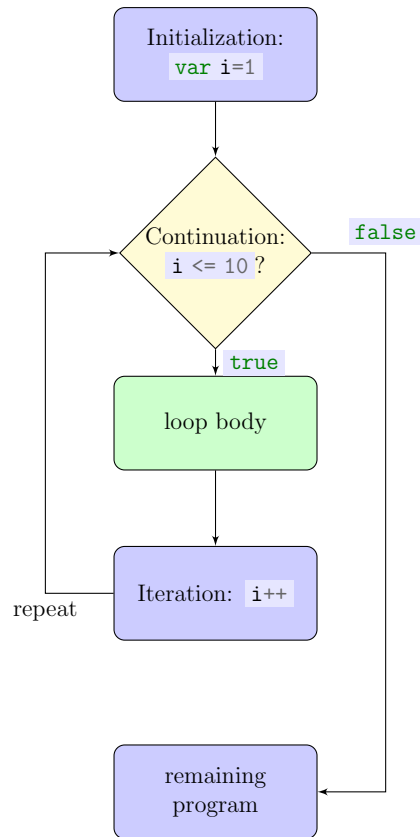 Initialization:
var i=1
Continuation:
i <= 10?
false
true
loop body
Iteration: i++
repeat
remaining
program